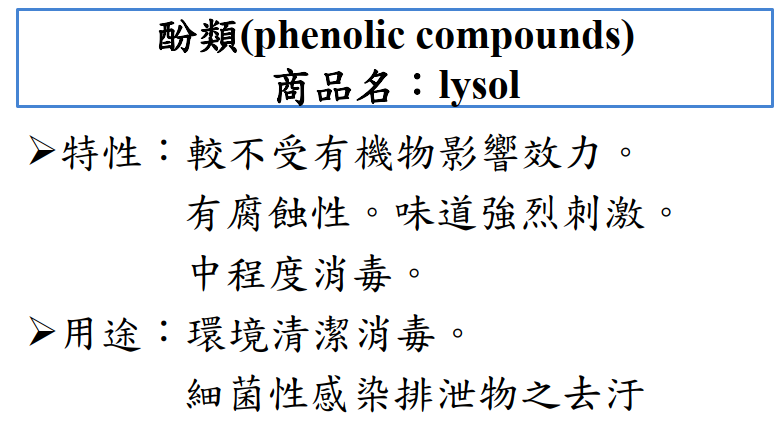 酚類(phenolic compounds)
商品名：lysol
➢特性：較不受有機物影響效力。
有腐蝕性。味道強烈刺激。
中程度消毒。
➢用途：環境清潔消毒。
細菌性感染排泄物之去汙